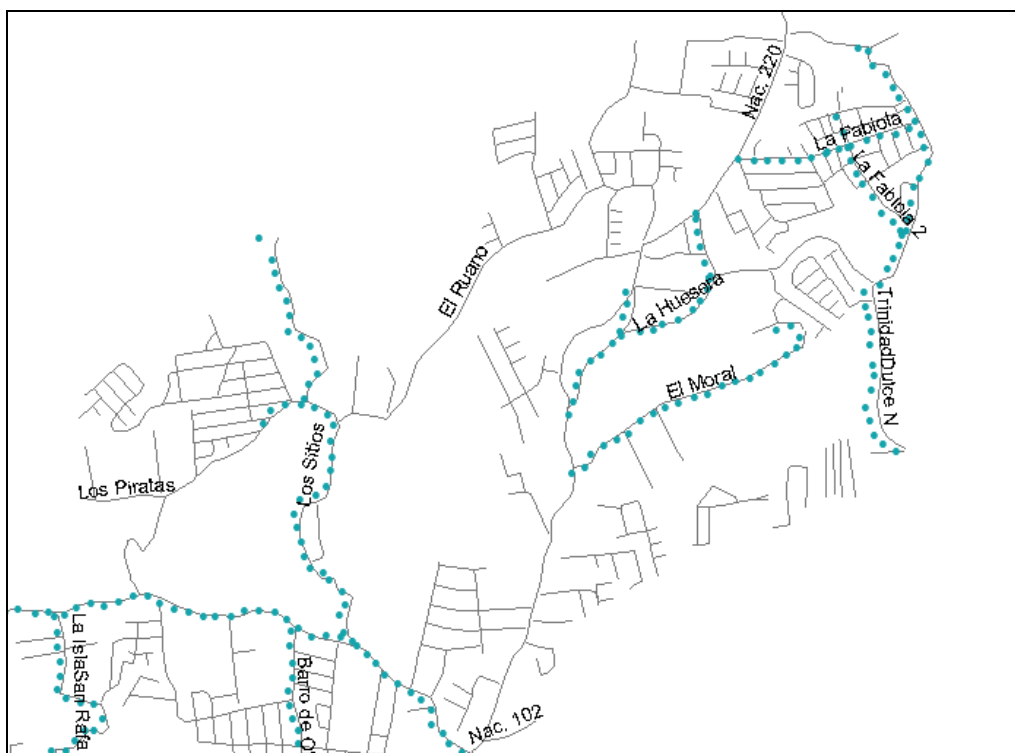 Nac. 220
La Fabiola
La Fabiola 2
El Ruano
La Huesera
TrinidadDulce N
El Moral
Los Sitios
Los Piratas
La IslaSan Rafa
Barro de O
Nac. 102